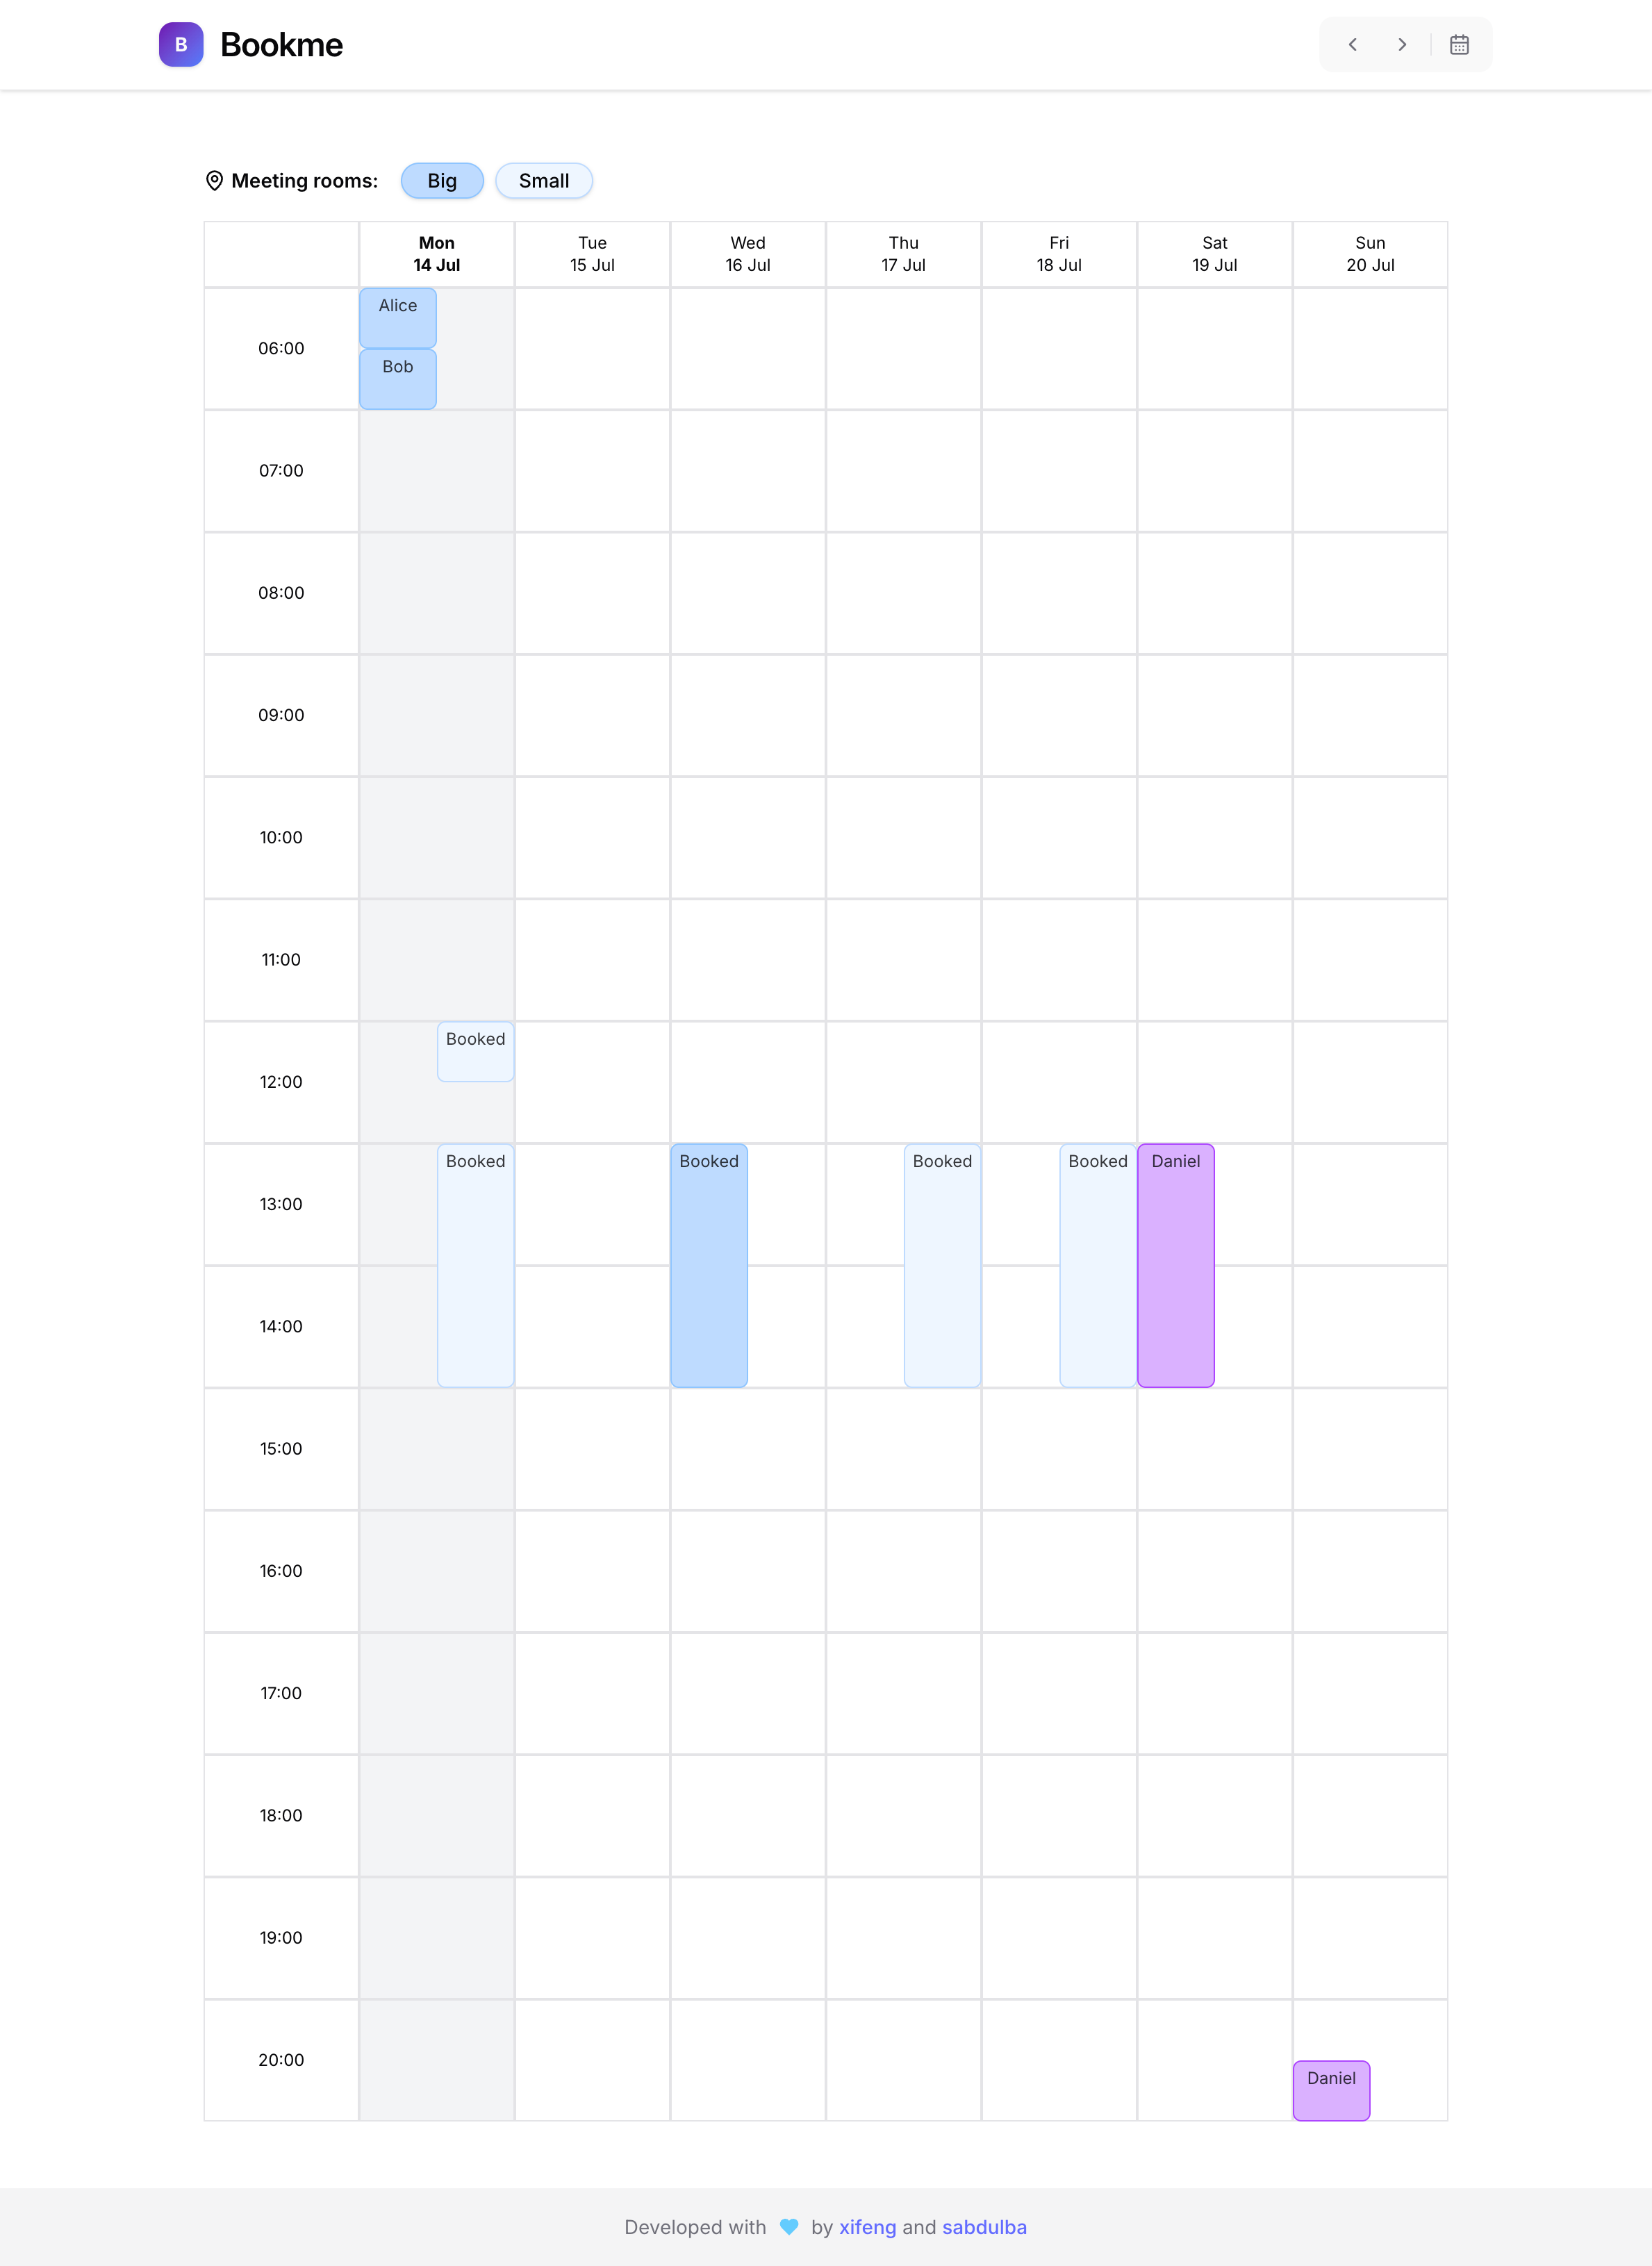 B Bookme
Meeting rooms: Big Small
Mon Tue Wed Thu Fri Sat Sun
14 Jul 15 Jul 16 Jul 17 Jul 18 Jul 19 Jul 20 Jul
Alice
06:00
Bob
07:00
08:00
09:00
10:00
11:00
Booked
12:00
Booked Booked Booked Booked Daniel
13:00
14:00
15:00
16:00
17:00
18:00
19:00
20:00
Daniel
Developed with by xifeng and sabdulba